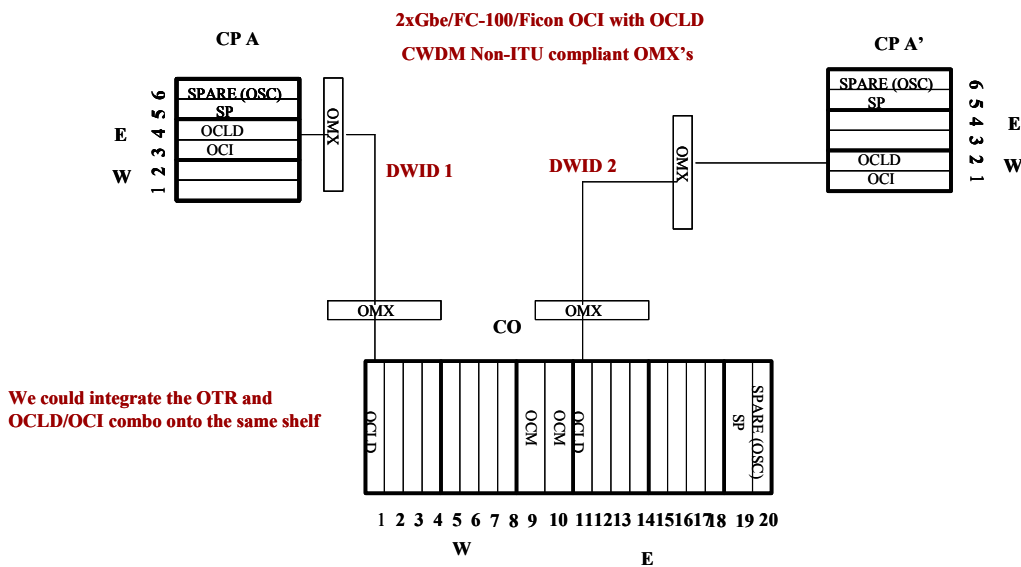 2xGbe/FC-100/Ficon OCI with OCLD
CWDM Non-ITU compliant OMX’s
CP A
CP A’
SPARE (OSC)
SP
OCLD
OCI
6
5
4
3
2
1
E
W
OMX
DWID 1
DWID 2
OMX
SPARE (OSC)
SP
OCLD
OCI
6
5
4
3
2
1
E
W
OMX
OMX
CO
We could integrate the OTR and
OCLD/OCI combo onto the same shelf
OCLD
OCM
OCM
OCLD
SP
SPARE (OSC)
1 2 3 4 5 6 7 8 9 10 11 12 13 14 15 16 17 18 19 20
W
E